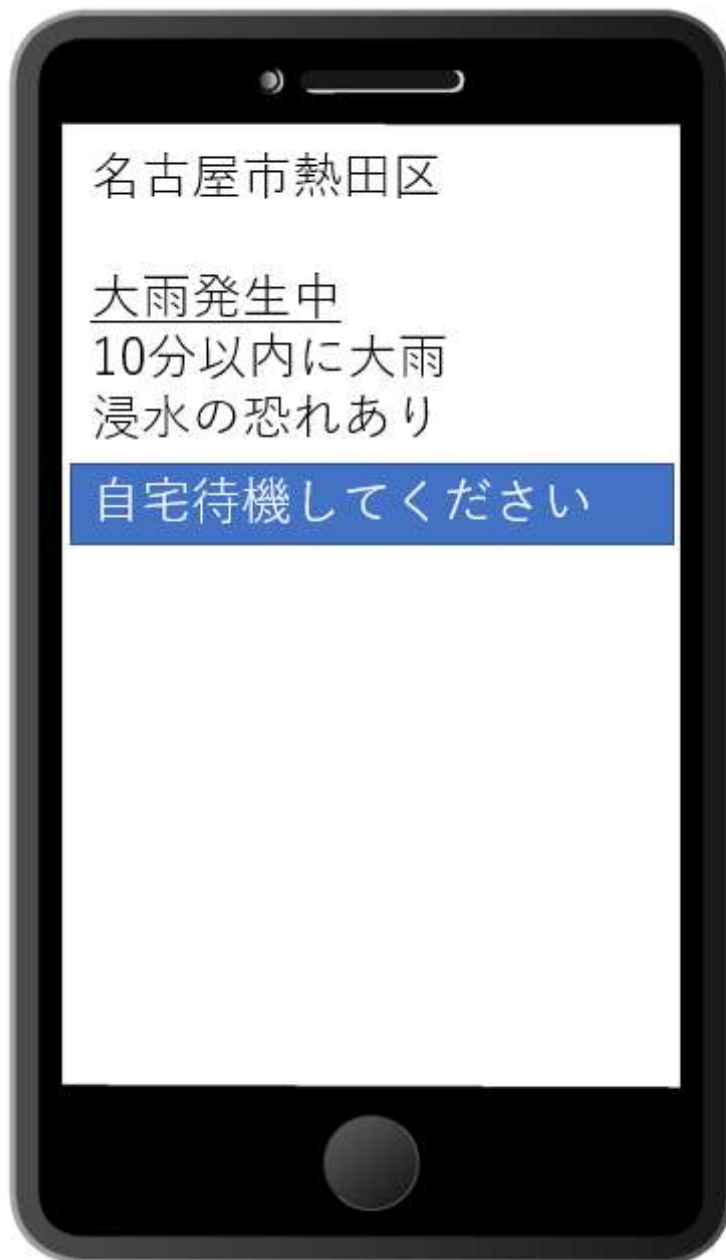 名古屋市熱田区
大雨発生中
10分以内に大雨
浸水の恐れあり
自宅待機してください